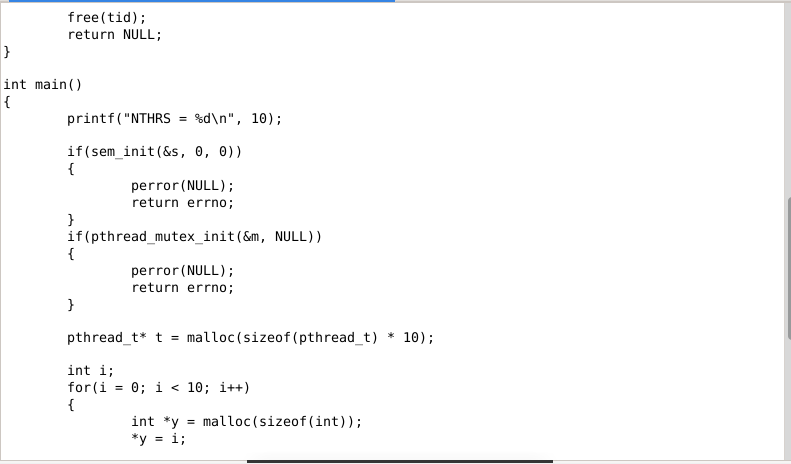 free(tid);
        return NULL;
}
int main()
{
        printf("NTHRS = %d\n", 10);
        if(sem_init(&s, 0, 0))
        {
                perror(NULL);
                return errno;
        }
        if(pthread_mutex_init(&m, NULL))
        {
                perror(NULL);
                return errno;
        }
        pthread_t* t = malloc(sizeof(pthread_t) * 10);
        int i;
        for(i = 0; i < 10; i++)
        {
                int *y = malloc(sizeof(int));
                *y = i;